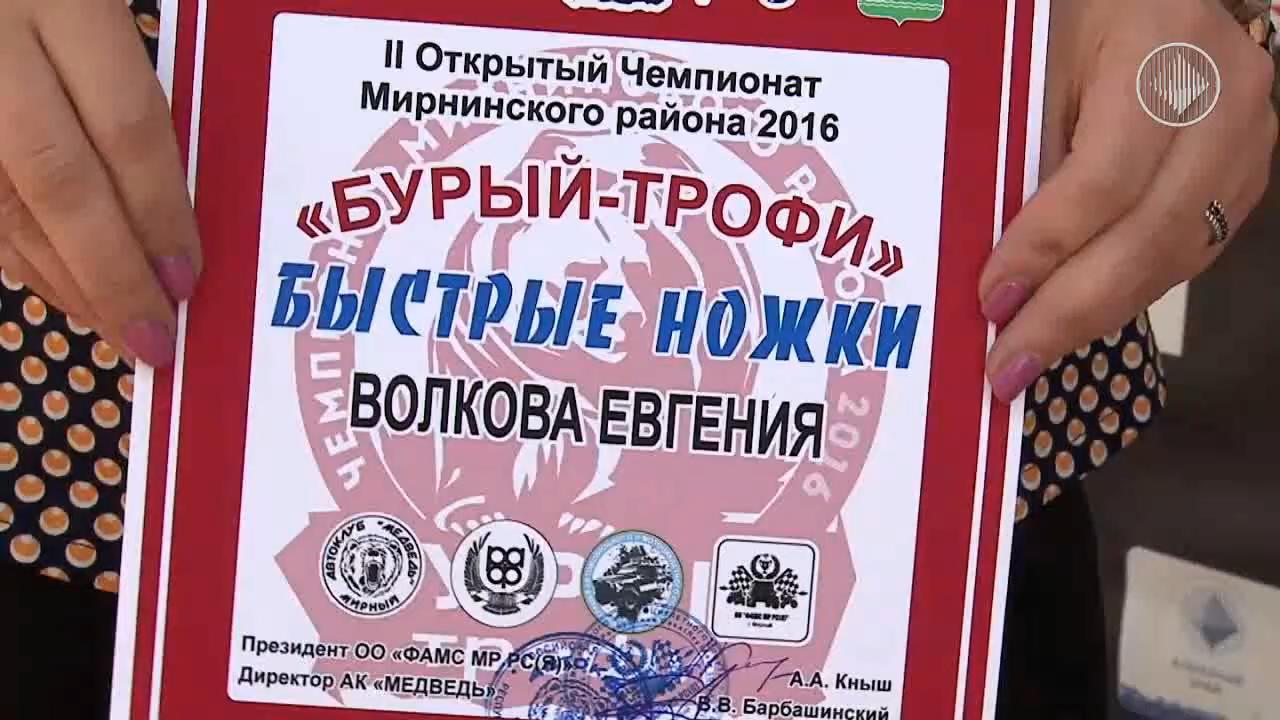 II Открытый Чемпионат
Мирнинского района 2016
«БУРЫЙ-ТРОФИ»
БЫСТРЫЕ НОЖКИ
ВОЛКОВА ЕВГЕНИЯ
АВТОКЛУБ "МЕДВЕДЬ"
МИРНЫЙ
2016
Президент ОО «ФАМС МР РС(Я)»
А.А. Кныш
Директор АК «МЕДВЕДЬ»
В.В. Барбашинский